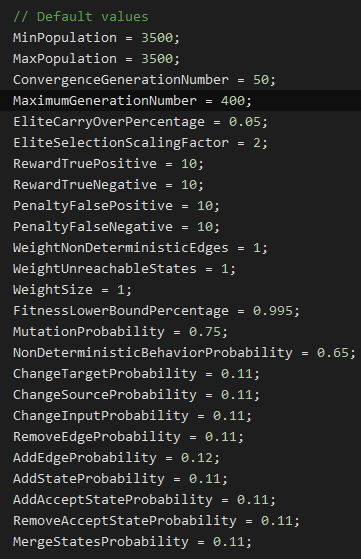 // Default values
MinPopulation = 3500;
MaxPopulation = 3500;
ConvergenceGenerationNumber = 50;
MaximumGenerationNumber = 400;
EliteCarryOverPercentage = 0.05;
EliteSelectionScalingFactor = 2;
RewardTruePositive = 10;
RewardTrueNegative = 10;
PenaltyFalsePositive = 10;
PenaltyFalseNegative = 10;
WeightNonDeterministicEdges = 1;
WeightUnreachableStates = 1;
WeightSize = 1;
FitnessLowerBoundPercentage = 0.995;
MutationProbability = 0.75;
NonDeterministicBehaviorProbability = 0.65;
ChangeTargetProbability = 0.11;
ChangeSourceProbability = 0.11;
ChangeInputProbability = 0.11;
RemoveEdgeProbability = 0.11;
AddEdgeProbability = 0.12;
AddStateProbability = 0.11;
AddAcceptStateProbability = 0.11;
RemoveAcceptStateProbability = 0.11;
MergeStatesProbability = 0.11;